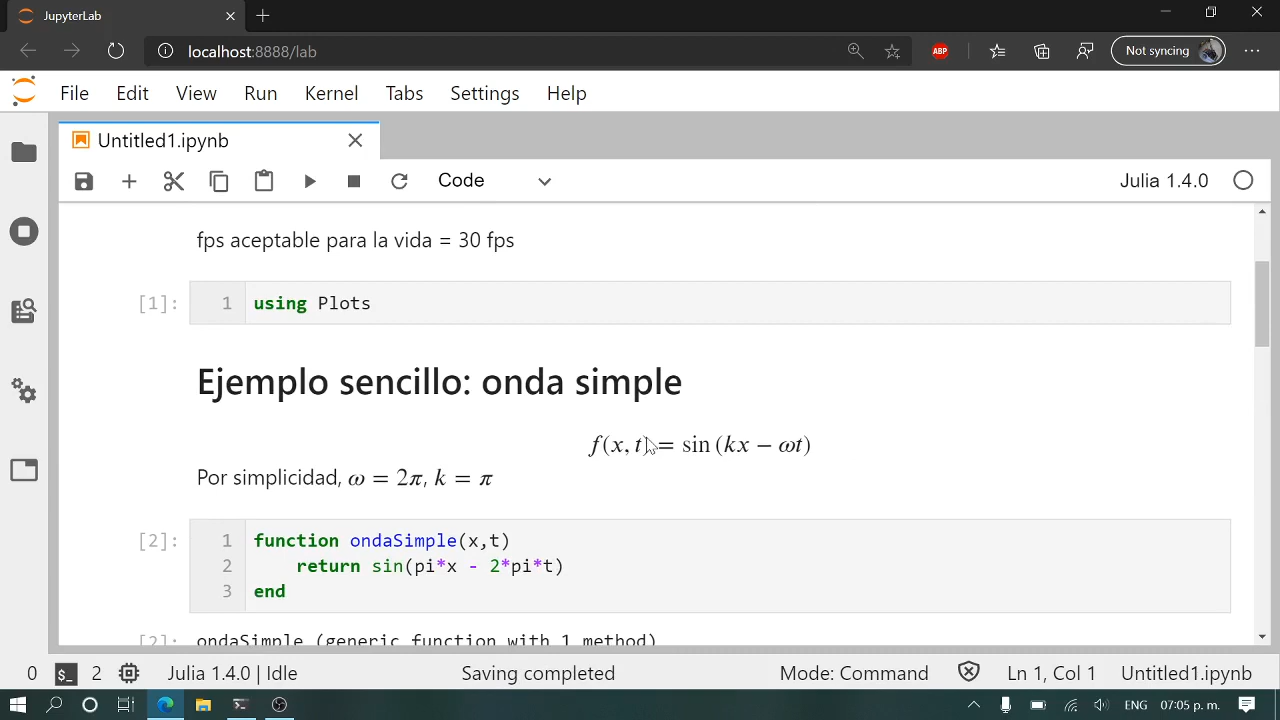 JupyterLab
localhost:8888/lab
ABP
Not syncing
File Edit View Run Kernel Tabs Settings Help
Untitled1.ipynb
Code
Julia 1.4.0
fps aceptable para la vida = 30 fps
[1]: 1 using Plots
Ejemplo sencillo: onda simple
f(x, t) = sin (kx − ωt)
Por simplicidad, ω = 2π, k = π
[2]: 1 function ondaSimple(x,t)
2 return sin(pi*x - 2*pi*t)
3 end
[2]: ondaSimple (generic function with 1 method)
0 $_ 2 Julia 1.4.0 | Idle Saving completed Mode: Command Ln 1, Col 1 Untitled1.ipynb
ENG 07:05 p. m.